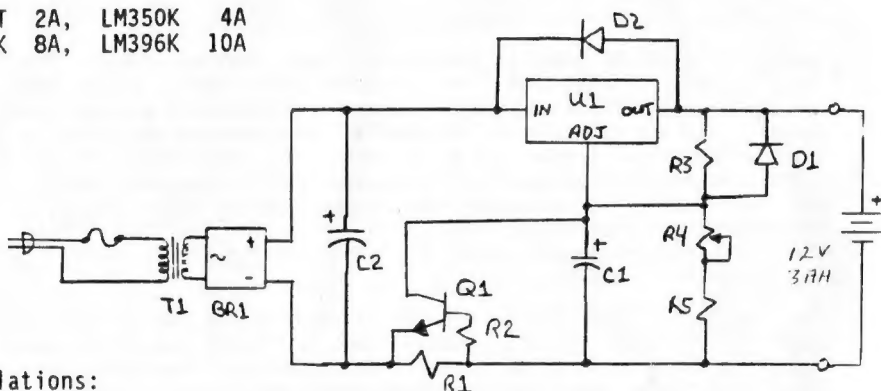 T 2A, LM350K 4A
K 8A, LM396K 10A
D2
U1
IN OUT
ADJ
R3
D1
+
+
+
R4
12V
3AH
C2
C1
Q1
R2
R5
T1
~
+
-
BR1
R1
lations: